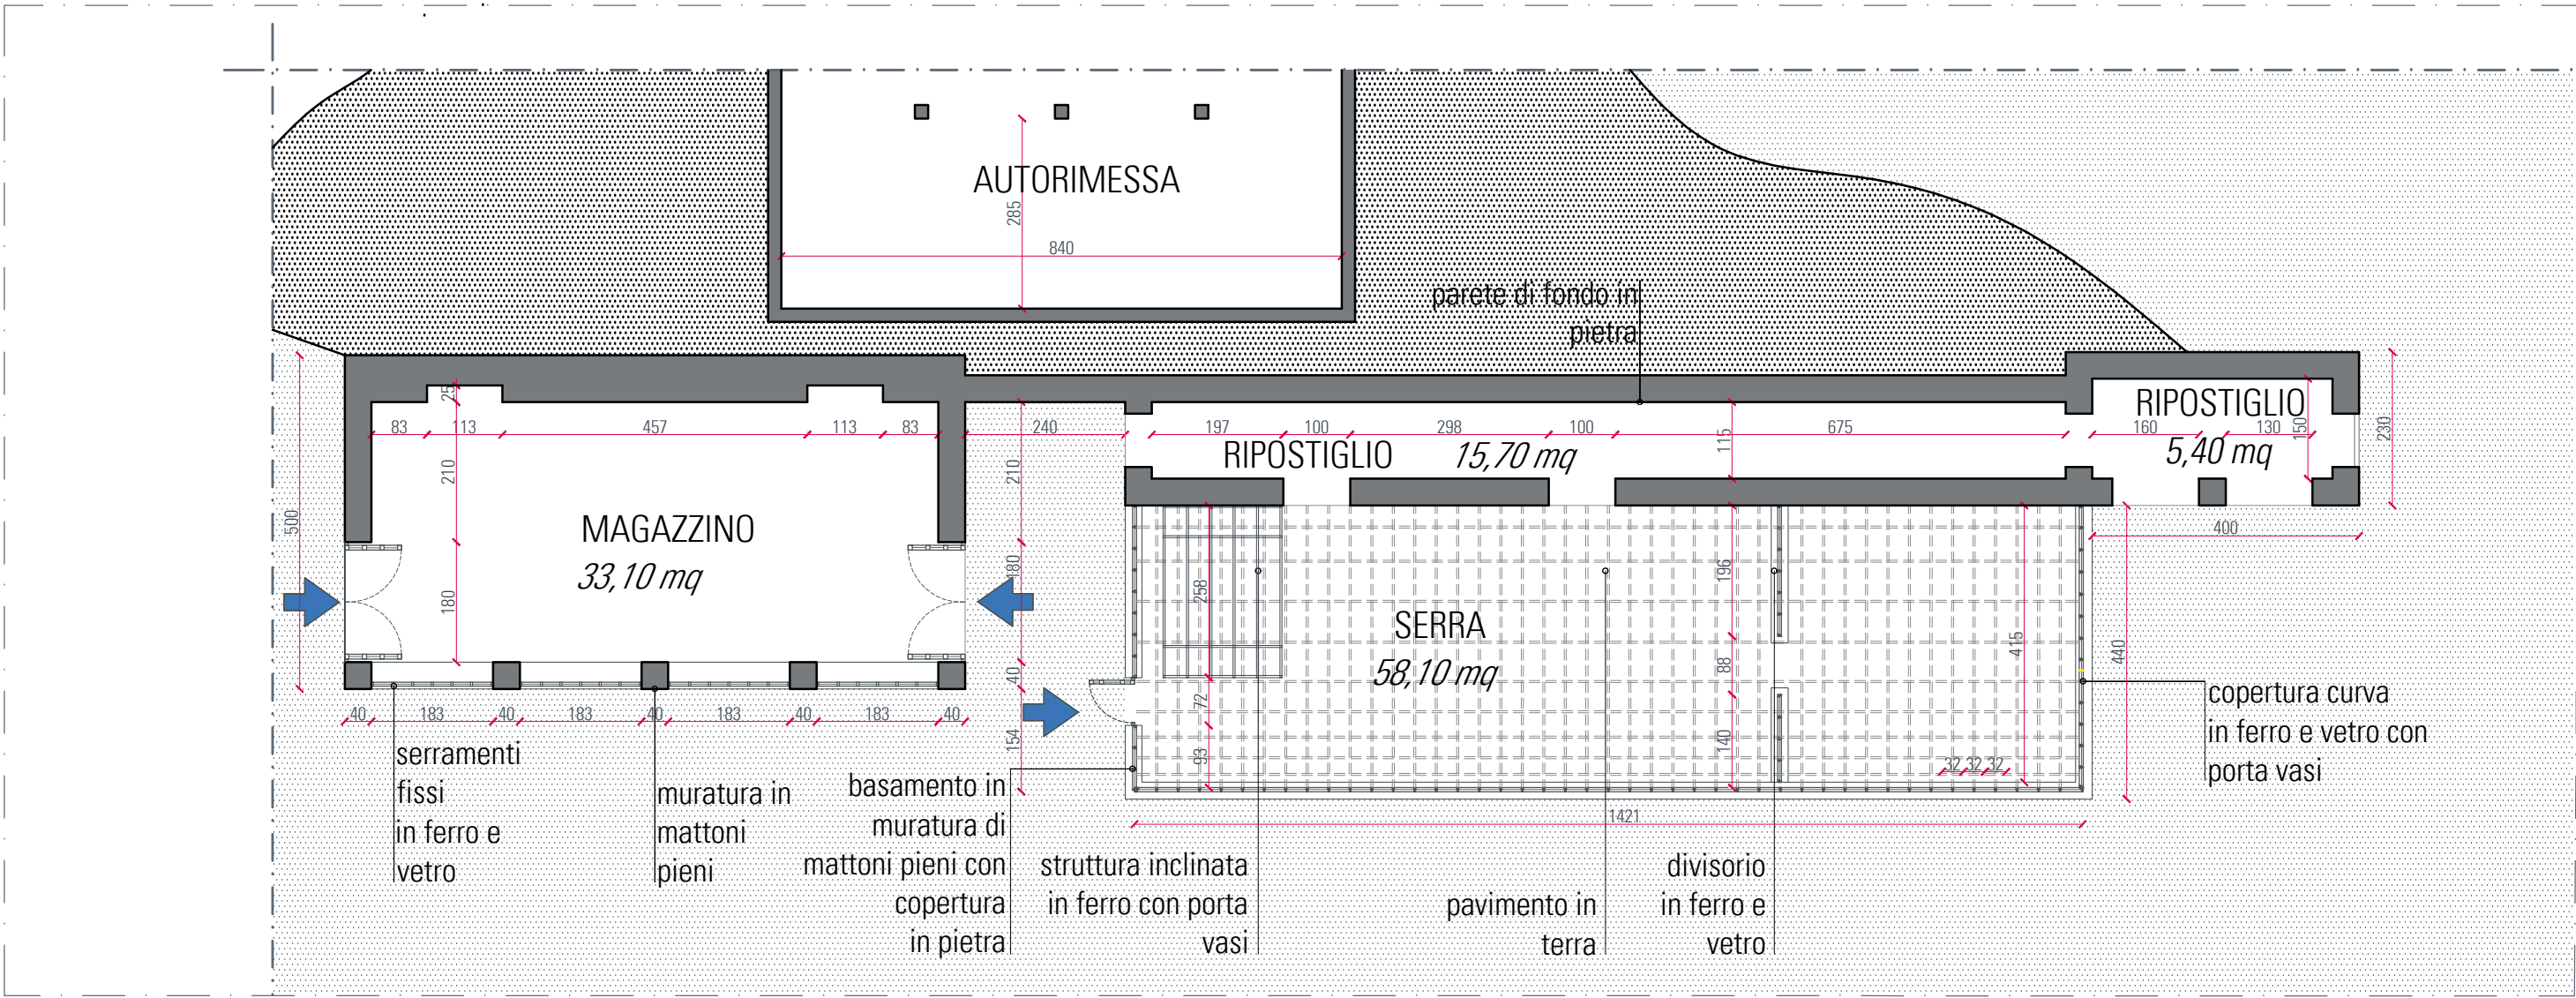 AUTORIMESSA
285
840
parete di fondo in
pietra
25
83
113
457
113
83
240
197
100
298
100
115
675
RIPOSTIGLIO
160
130
150
230
5,40 mq
RIPOSTIGLIO
15,70 mq
210
210
500
MAGAZZINO
33,10 mq
180
180
400
258
196
SERRA
58,10 mq
88
415
440
40
72
154
93
140
32
32
32
40
183
40
183
40
183
40
183
40
1421
serramenti
fissi
in ferro e
vetro
muratura in
mattoni
pieni
basamento in
muratura di
mattoni pieni con
copertura
in pietra
struttura inclinata
in ferro con porta
vasi
pavimento in
terra
divisorio
in ferro e
vetro
copertura curva
in ferro e vetro con
porta vasi